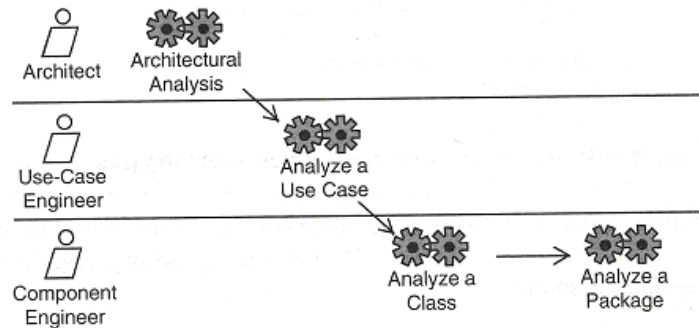 Architect
Architectural
Analysis
Use-Case
Engineer
Analyze a
Use Case
Component
Engineer
Analyze a
Class
Analyze a
Package